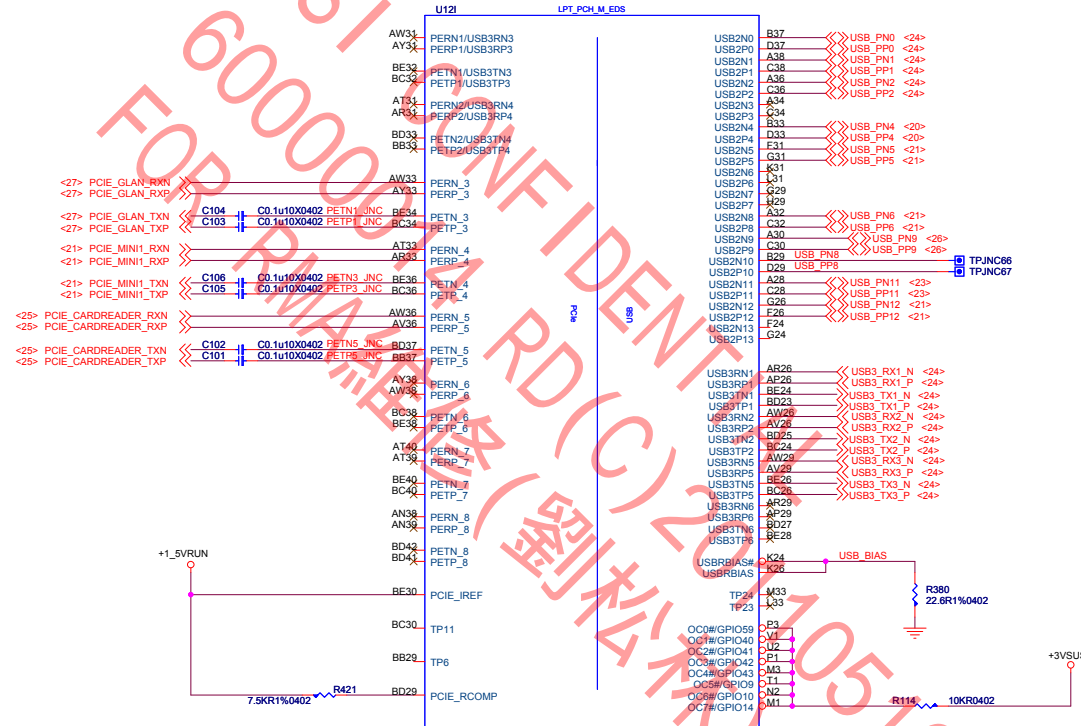 U12I
LPT_PCH_M_EDS
AW31 PERN1/USB3RN3
AY31 PERP1/USB3RP3
BE32 PETN1/USB3TN3
BC32 PETP1/USB3TP3
AT31 PERN2/USB3RN4
AR31 PERP2/USB3RP4
BD33 PETN2/USB3TN4
BB33 PETP2/USB3TP4
<27> PCIE_GLAN_RXN AW33 PERN_3
<27> PCIE_GLAN_RXP AY33 PERP_3
<27> PCIE_GLAN_TXN C104 C0.1u10X0402 PETN1_JNC BE34 PETN_3
<27> PCIE_GLAN_TXP C103 C0.1u10X0402 PETP1_JNC BC34 PETP_3
<21> PCIE_MINI1_RXN AT33 PERN_4
<21> PCIE_MINI1_RXP AR33 PERP_4
<21> PCIE_MINI1_TXN C106 C0.1u10X0402 PETN3_JNC BE36 PETN_4
<21> PCIE_MINI1_TXP C105 C0.1u10X0402 PETP3_JNC BC36 PETP_4
<25> PCIE_CARDREADER_RXN AW36 PERN_5
<25> PCIE_CARDREADER_RXP AV36 PERP_5
<25> PCIE_CARDREADER_TXN C102 C0.1u10X0402 PETN5_JNC BD37 PETN_5
<25> PCIE_CARDREADER_TXP C101 C0.1u10X0402 PETP5_JNC BB37 PETP_5
AY38 PERN_6
AW38 PERP_6
BC38 PETN_6
BE38 PETP_6
AT40 PERN_7
AT39 PERP_7
BE40 PETN_7
BC40 PETP_7
AN38 PERN_8
AN39 PERP_8
BD42 PETN_8
BD41 PETP_8
+1_5VRUN
BE30 PCIE_IREF
BC30 TP11
BB29 TP6
7.5KR1%0402 R421 BD29 PCIE_RCOMP
PCIe
USB
USB2N0 B37 USB_PN0 <24>
USB2P0 D37 USB_PP0 <24>
USB2N1 A38 USB_PN1 <24>
USB2P1 C38 USB_PP1 <24>
USB2N2 A36 USB_PN2 <24>
USB2P2 C36 USB_PP2 <24>
USB2N3 A34
USB2P3 C34
USB2N4 B33 USB_PN4 <20>
USB2P4 D33 USB_PP4 <20>
USB2N5 F31 USB_PN5 <21>
USB2P5 G31 USB_PP5 <21>
USB2N6 K31
USB2P6 L31
USB2N7 G29
USB2P7 H29
USB2N8 A32 USB_PN6 <21>
USB2P8 C32 USB_PP6 <21>
USB2N9 A30 USB_PN9 <26>
USB2P9 C30 USB_PP9 <26>
USB2N10 B29 USB_PN8 TPJNC66
USB2P10 D29 USB_PP8 TPJNC67
USB2N11 A28 USB_PN11 <23>
USB2P11 C28 USB_PP11 <23>
USB2N12 G26 USB_PN12 <21>
USB2P12 F26 USB_PP12 <21>
USB2N13 F24
USB2P13 G24
USB3RN1 AR26 USB3_RX1_N <24>
USB3RP1 AP26 USB3_RX1_P <24>
USB3TN1 BE24 USB3_TX1_N <24>
USB3TP1 BD23 USB3_TX1_P <24>
USB3RN2 AW26 USB3_RX2_N <24>
USB3RP2 AV26 USB3_RX2_P <24>
USB3TN2 BD25 USB3_TX2_N <24>
USB3TP2 BC24 USB3_TX2_P <24>
USB3RN5 AW29 USB3_RX3_N <24>
USB3RP5 AV29 USB3_RX3_P <24>
USB3TN5 BE26 USB3_TX3_N <24>
USB3TP5 BC26 USB3_TX3_P <24>
USB3RN6 AR29
USB3RP6 AP29
USB3TN6 BD27
USB3TP6 BE28
USBRBIAS# K24 USB_BIAS
USBRBIAS K26
R380
22.6R1%0402
TP24 M33
TP23 L33
OC0#/GPIO59 P3
OC1#/GPIO40 V1
OC2#/GPIO41 U2
OC3#/GPIO42 P1
OC4#/GPIO43 M3
OC5#/GPIO9 T1
OC6#/GPIO10 N2
OC7#/GPIO14 M1
R114 10KR0402
+3VSUS
CONFIDENTIAL
60000014 RD(C)20110510
FOR RMA維修(劉松林